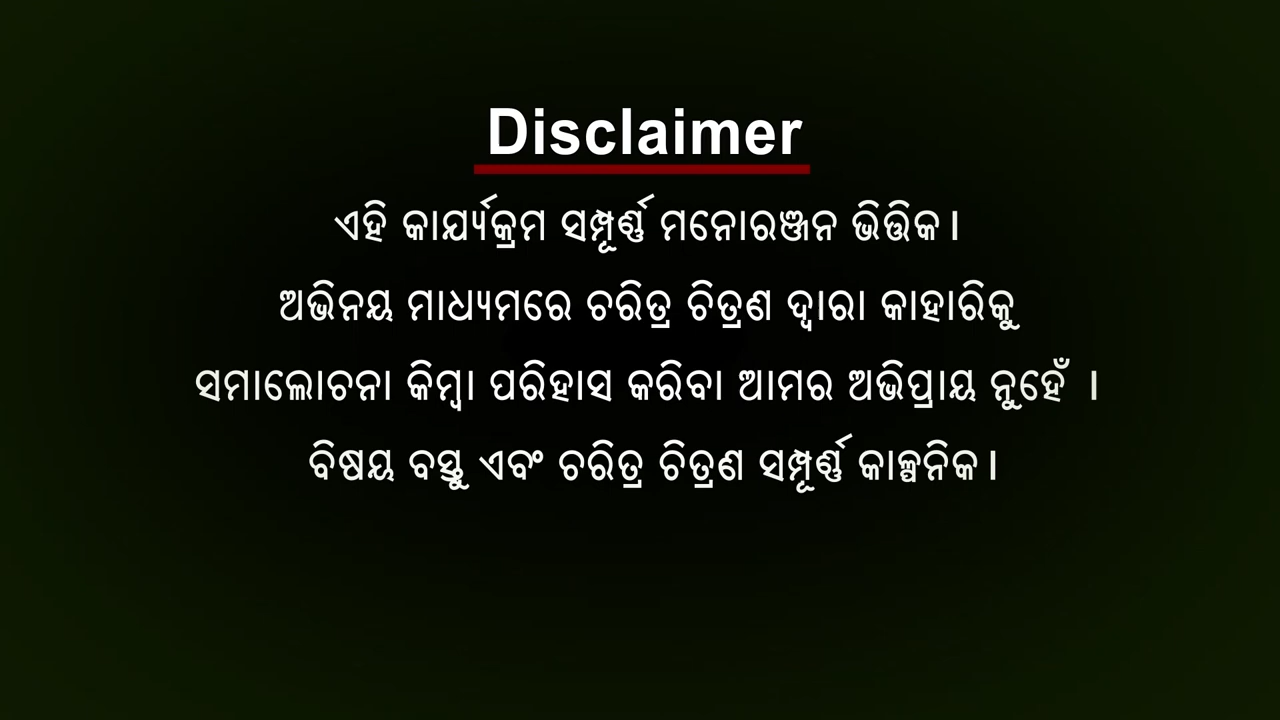 Disclaimer
ଏହି କାର୍ଯ୍ୟକ୍ରମ ସମ୍ପୂର୍ଣ୍ଣ ମନୋରଞ୍ଜନ ଭିତ୍ତିକ।
ଅଭିନୟ ମାଧ୍ୟମରେ ଚରିତ୍ର ଚିତ୍ରଣ ଦ୍ୱାରା କାହାରିକୁ
ସମାଲୋଚନା କିମ୍ବା ପରିହାସ କରିବା ଆମର ଅଭିପ୍ରାୟ ନୁହେଁ ।
ବିଷୟ ବସ୍ତୁ ଏବଂ ଚରିତ୍ର ଚିତ୍ରଣ ସମ୍ପୂର୍ଣ୍ଣ କାଳ୍ପନିକ।